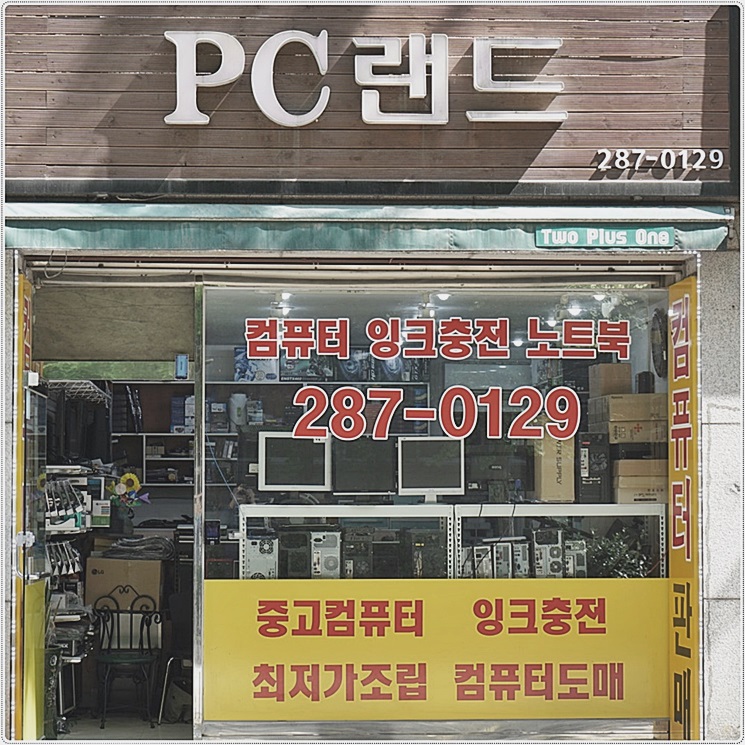 PC랜드
287-0129
Two Plus One
컴퓨터 잉크충전 노트북
287-0129
컴퓨터
중고컴퓨터 잉크충전
최저가조립 컴퓨터도매
LG